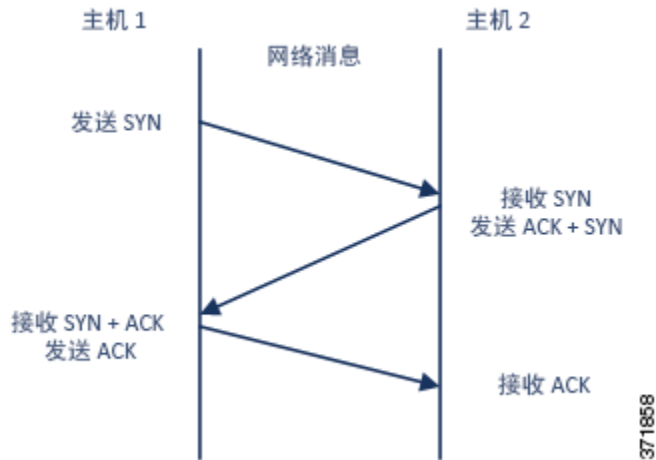 主机 1
主机 2
网络消息
发送 SYN
接收 SYN
发送 ACK + SYN
接收 SYN + ACK
发送 ACK
接收 ACK
371858